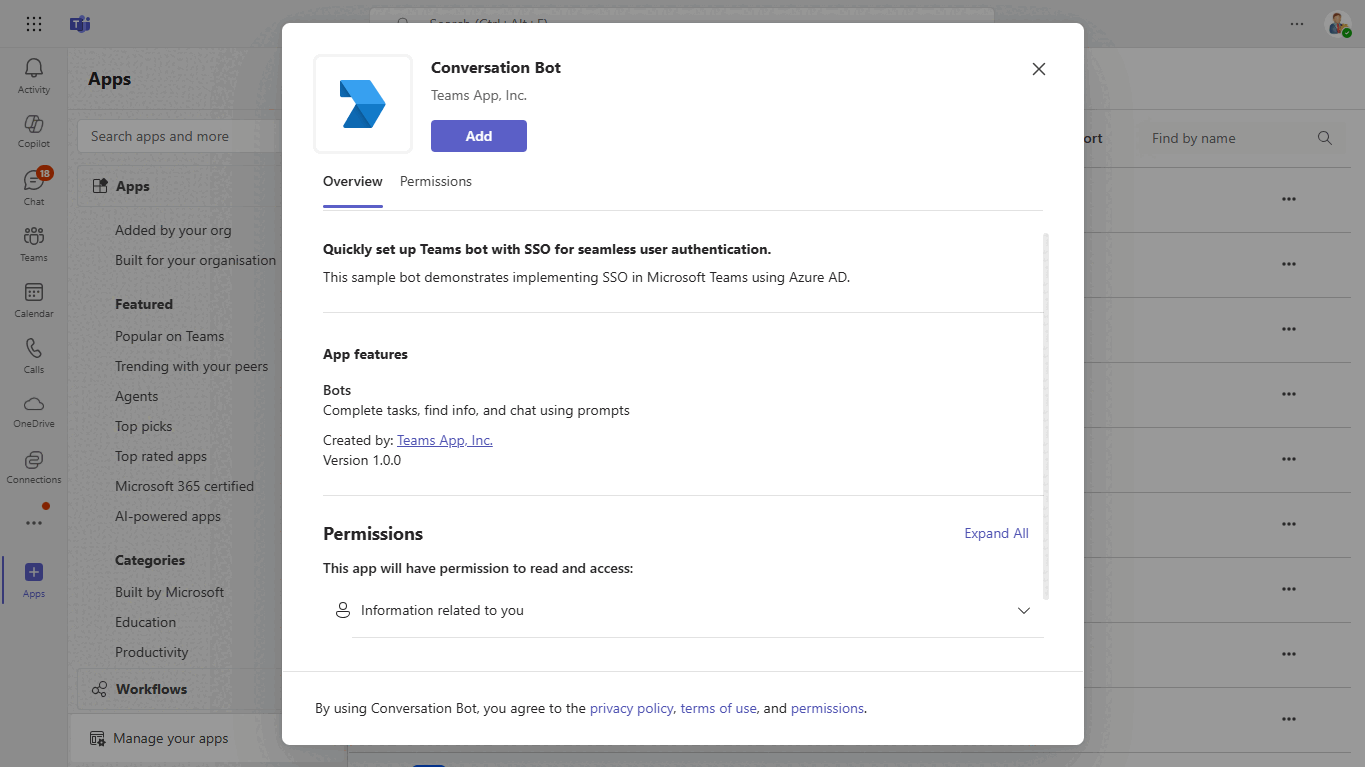 Search (Ctrl+Alt+E)
Activity
Copilot
18
Chat
Teams
Calendar
Calls
OneDrive
Connections
Apps
Apps
Search apps and more
Apps
Added by your org
Built for your organisation
Featured
Popular on Teams
Trending with your peers
Agents
Top picks
Top rated apps
Microsoft 365 certified
AI-powered apps
Categories
Built by Microsoft
Education
Productivity
Workflows
Manage your apps
Conversation Bot
Teams App, Inc.
Add
Overview Permissions
Quickly set up Teams bot with SSO for seamless user authentication.
This sample bot demonstrates implementing SSO in Microsoft Teams using Azure AD.
App features
Bots
Complete tasks, find info, and chat using prompts
Created by: Teams App, Inc.
Version 1.0.0
Permissions
Expand All
This app will have permission to read and access:
Information related to you
By using Conversation Bot, you agree to the privacy policy, terms of use, and permissions.
ort
Find by name